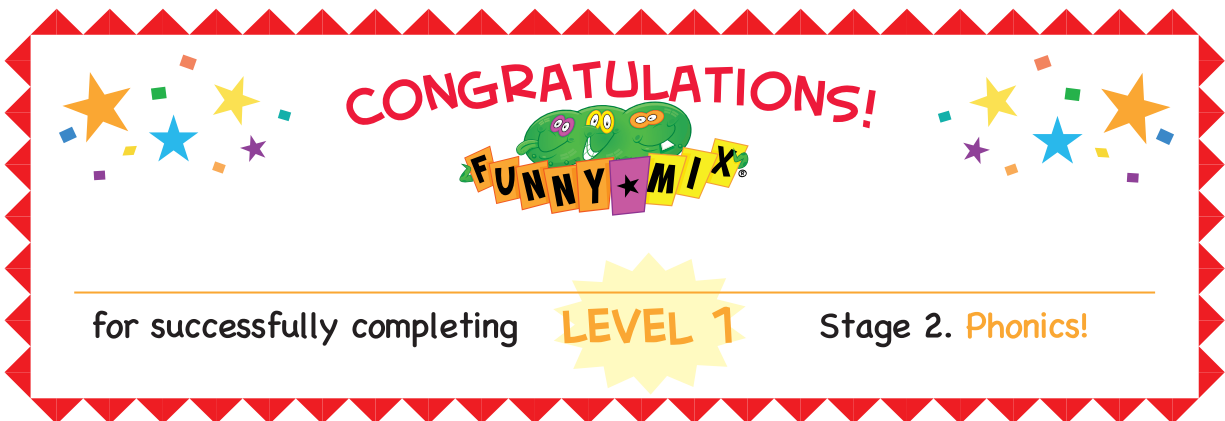 CONGRATULATIONS!
FUNNY★MIX®
for successfully completing LEVEL 1 Stage 2. Phonics!